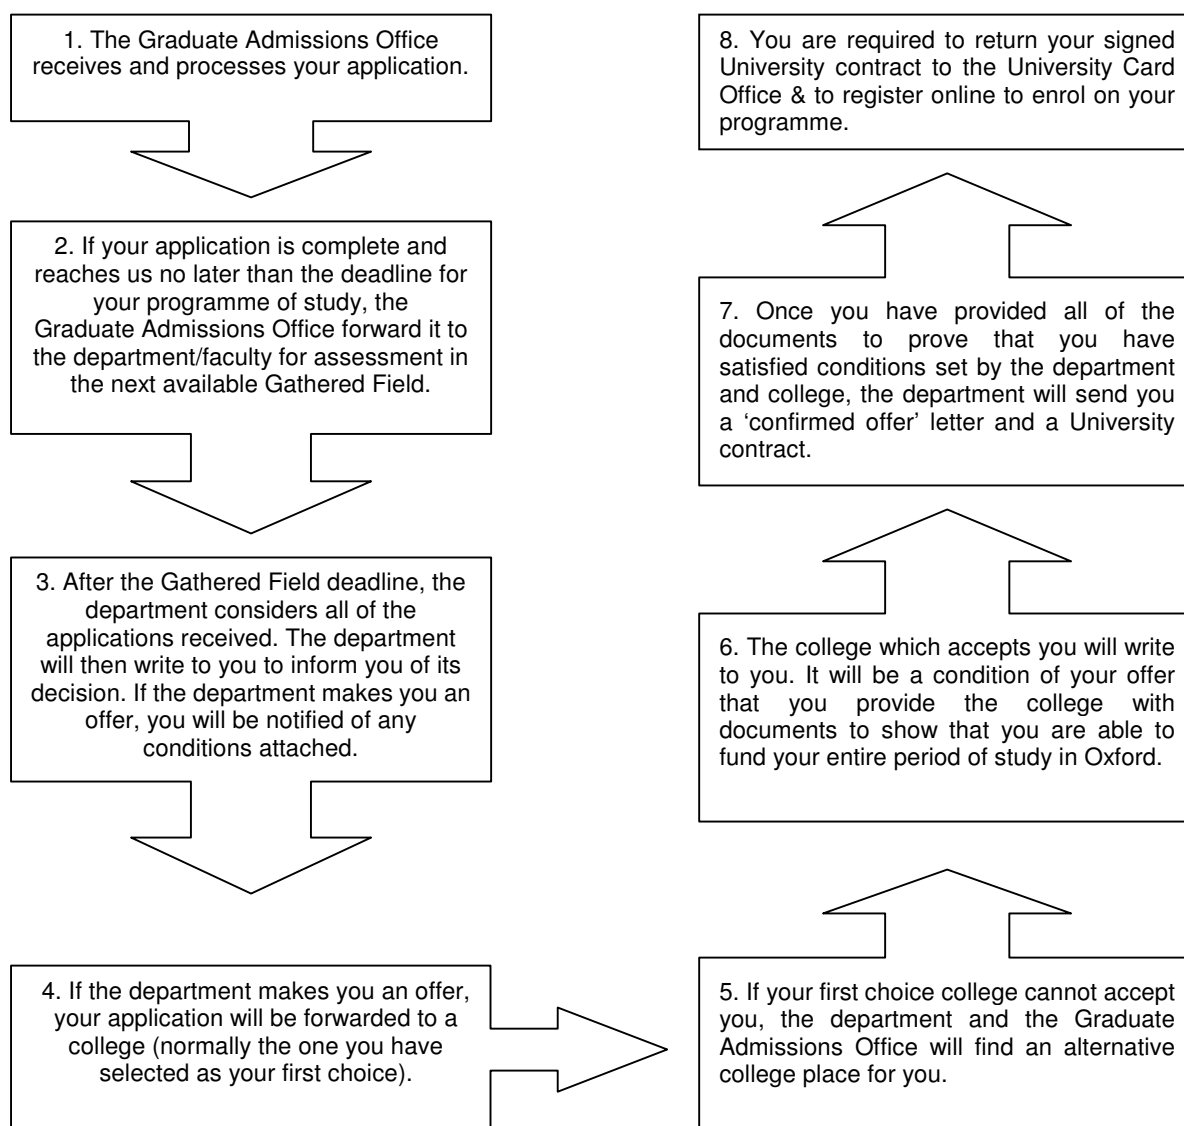 1. The Graduate Admissions Office
receives and processes your application.
2. If your application is complete and
reaches us no later than the deadline for
your programme of study, the
Graduate Admissions Office forward it to
the department/faculty for assessment in
the next available Gathered Field.
3. After the Gathered Field deadline, the
department considers all of the
applications received. The department
will then write to you to inform you of its
decision. If the department makes you an
offer, you will be notified of any
conditions attached.
4. If the department makes you an offer,
your application will be forwarded to a
college (normally the one you have
selected as your first choice).
5. If your first choice college cannot accept
you, the department and the Graduate
Admissions Office will find an alternative
college place for you.
6. The college which accepts you will write
to you. It will be a condition of your offer
that you provide the college with
documents to show that you are able to
fund your entire period of study in Oxford.
7. Once you have provided all of the
documents to prove that you have
satisfied conditions set by the department
and college, the department will send you
a ‘confirmed offer’ letter and a University
contract.
8. You are required to return your signed
University contract to the University Card
Office & to register online to enrol on your
programme.